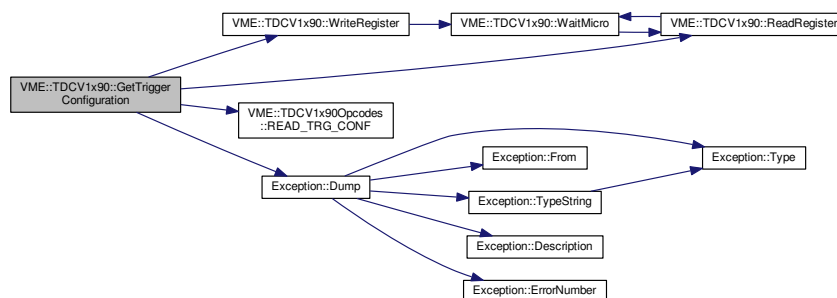 VME::TDCV1x90::WriteRegister
VME::TDCV1x90::WaitMicro
VME::TDCV1x90::ReadRegister
VME::TDCV1x90::GetTrigger
Configuration
VME::TDCV1x90Opcodes
::READ_TRG_CONF
Exception::Dump
Exception::From
Exception::Type
Exception::TypeString
Exception::Description
Exception::ErrorNumber